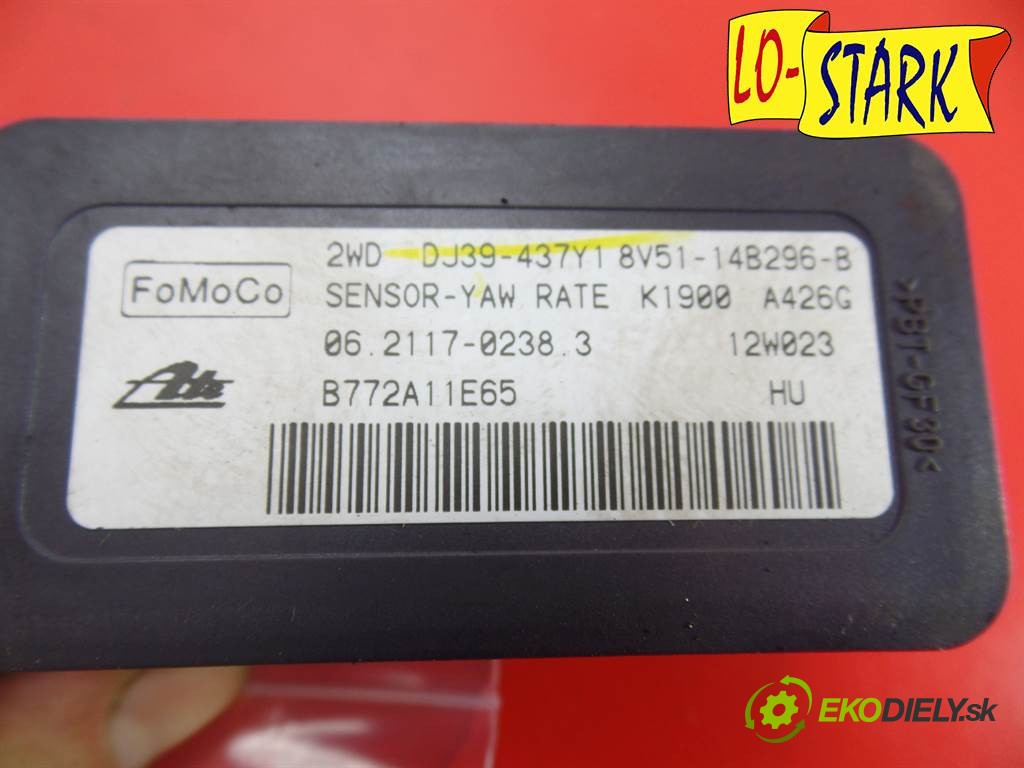 LO-
STARK
2WD DJ39-437Y1 8V51-14B296-B
FoMoCo
SENSOR-YAW RATE K1900 A426G
06.2117-0238.3 12W023
Ate
B772A11E65 HU
>PBT-GF30<
EKODIELY.sk